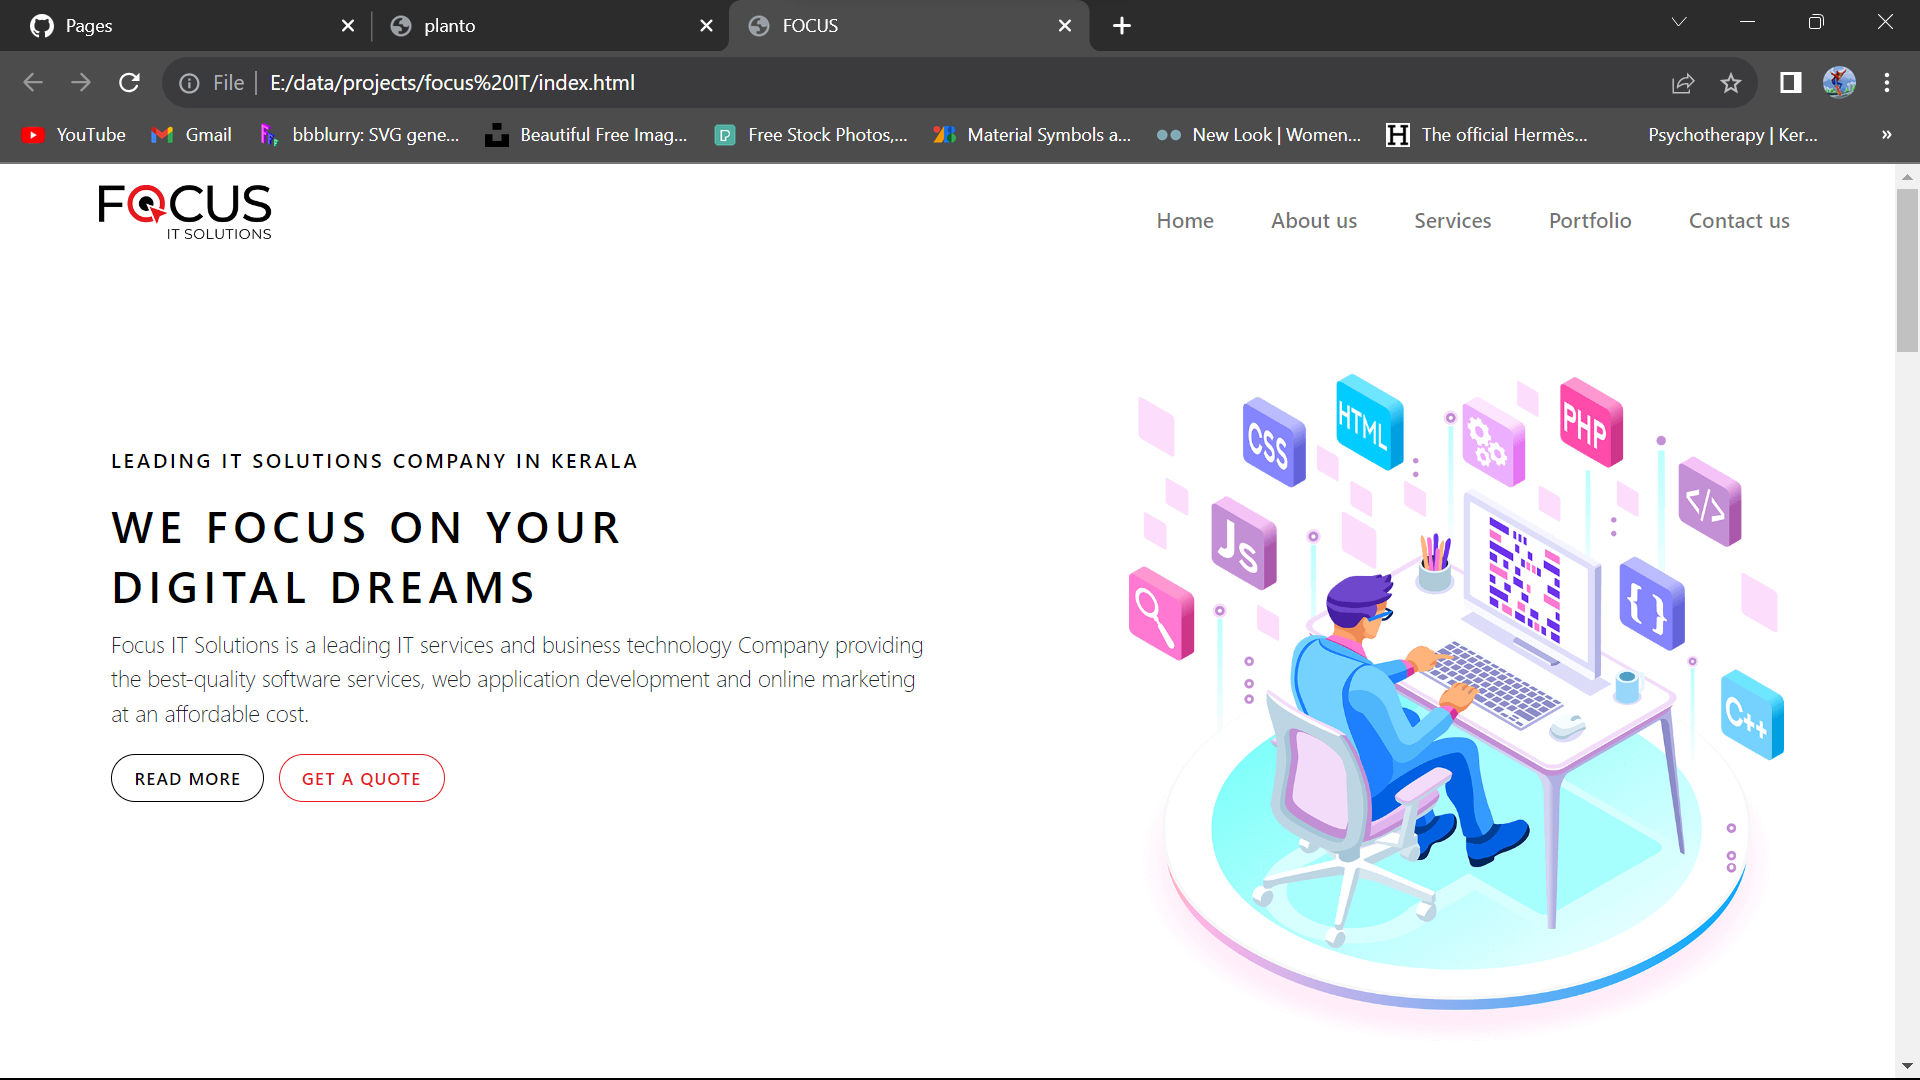 Pages
planto
FOCUS
File
E:/data/projects/focus%20IT/index.html
YouTube
Gmail
bbblurry: SVG gene...
Beautiful Free Imag...
Free Stock Photos,...
Material Symbols a...
New Look | Women...
The official Hermès...
Psychotherapy | Ker...
»
FOCUS
IT SOLUTIONS
Home
About us
Services
Portfolio
Contact us
LEADING IT SOLUTIONS COMPANY IN KERALA
WE FOCUS ON YOUR
DIGITAL DREAMS
Focus IT Solutions is a leading IT services and business technology Company providing
the best-quality software services, web application development and online marketing
at an affordable cost.
READ MORE
GET A QUOTE
CSS
HTML
PHP
</>
Js
{ }
C++